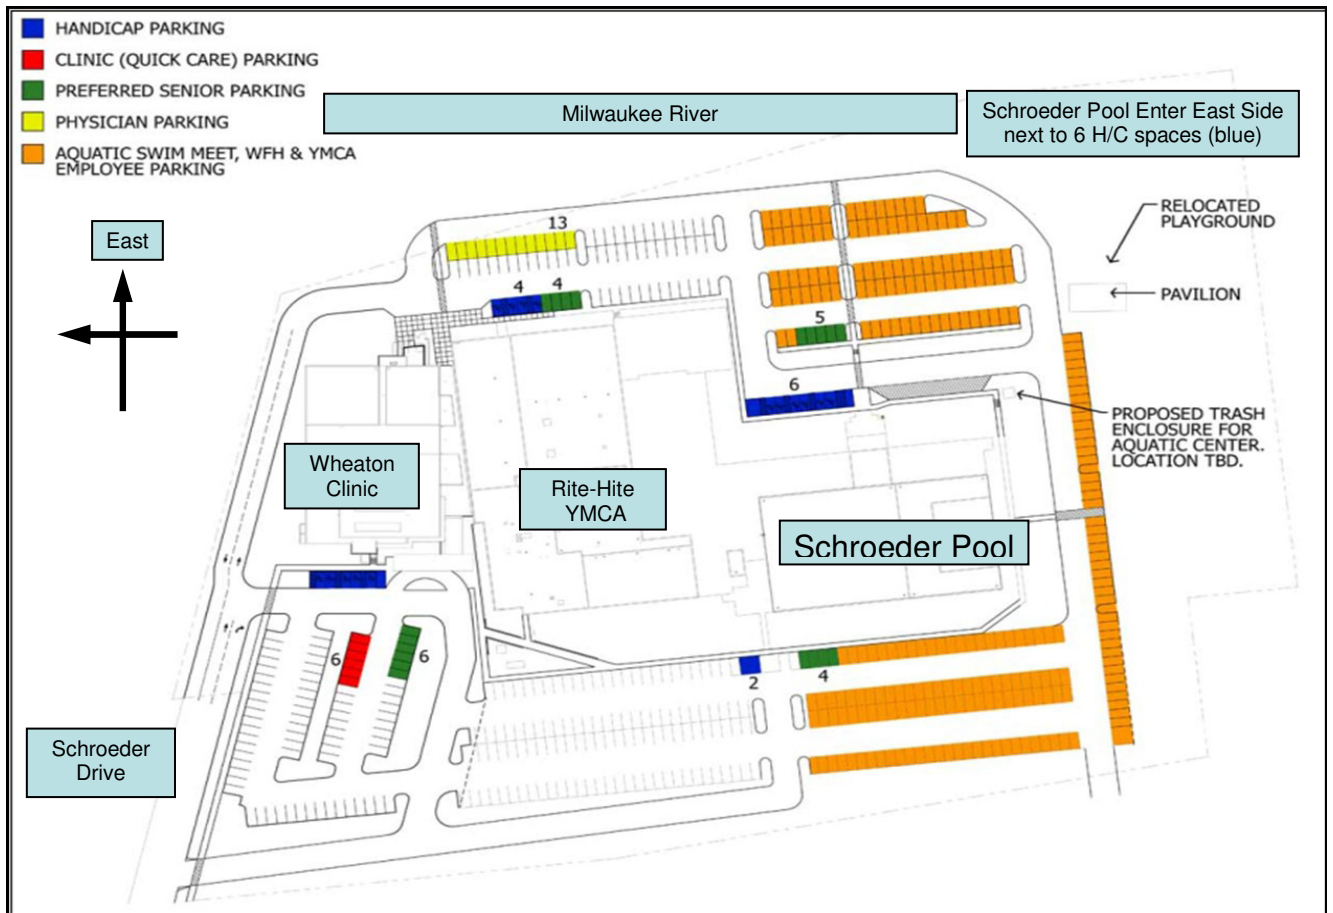 HANDICAP PARKING
CLINIC (QUICK CARE) PARKING
PREFERRED SENIOR PARKING
PHYSICIAN PARKING
AQUATIC SWIM MEET, WFH & YMCA
EMPLOYEE PARKING
Milwaukee River
Schroeder Pool Enter East Side
next to 6 H/C spaces (blue)
East
RELOCATED
PLAYGROUND
PAVILION
13
4
4
5
6
PROPOSED TRASH
ENCLOSURE FOR
AQUATIC CENTER.
LOCATION TBD.
Wheaton
Clinic
Rite-Hite
YMCA
Schroeder Pool
6
6
2
4
Schroeder
Drive